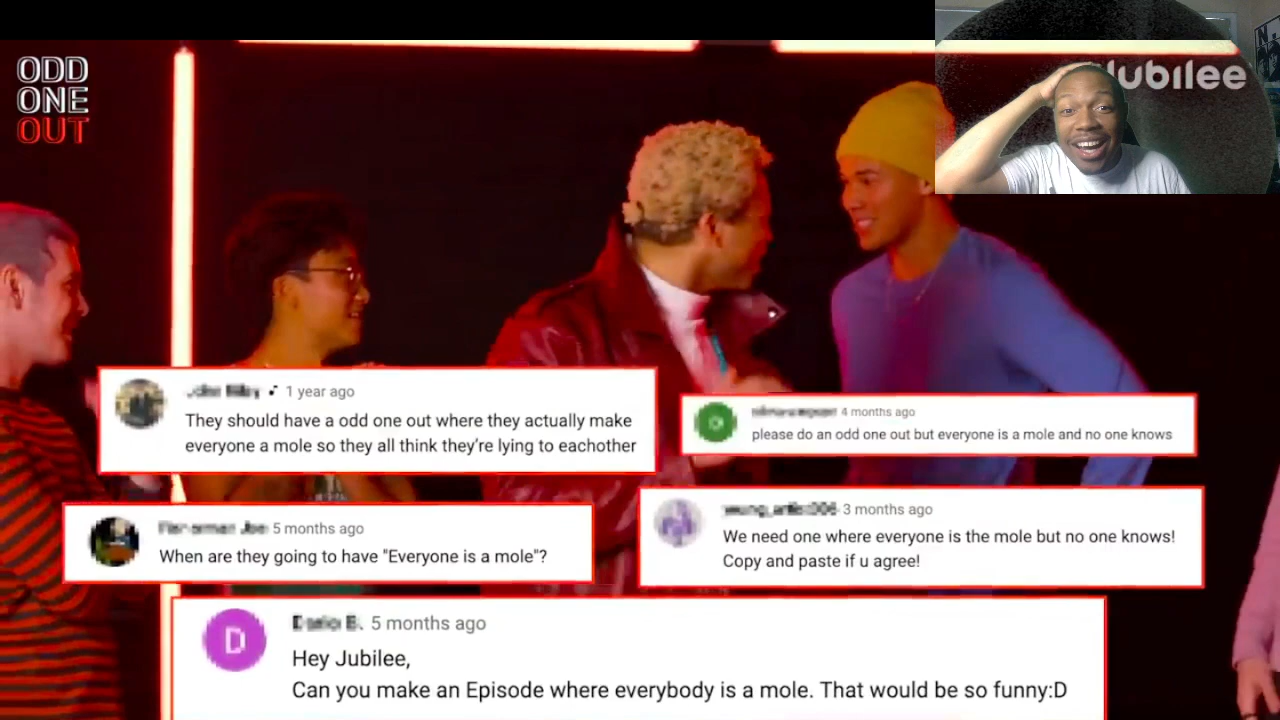 ODD
ONE
OUT
Jubilee
1 year ago
They should have a odd one out where they actually make
everyone a mole so they all think they're lying to eachother
4 months ago
please do an odd one out but everyone is a mole and no one knows
5 months ago
When are they going to have "Everyone is a mole"?
3 months ago
We need one where everyone is the mole but no one knows!
Copy and paste if u agree!
D
5 months ago
Hey Jubilee,
Can you make an Episode where everybody is a mole. That would be so funny:D